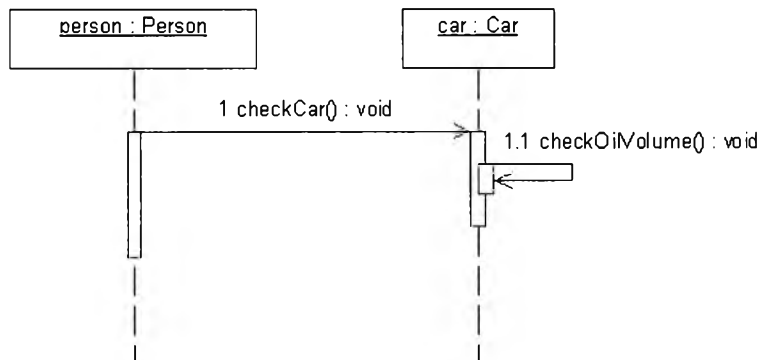 person : Person
car : Car
1 checkCar() : void
1.1 checkOilVolume() : void